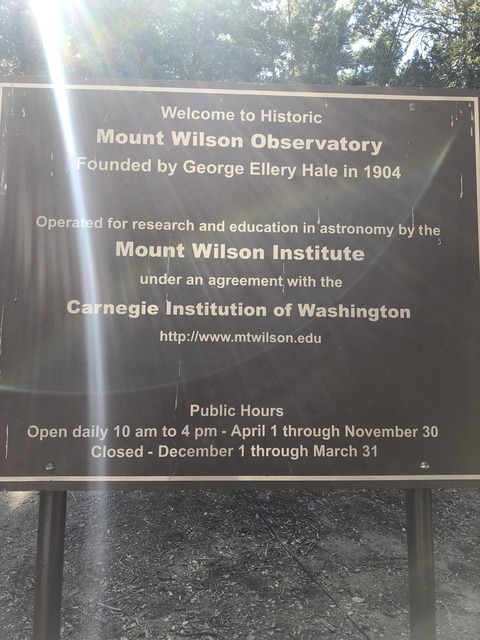 Welcome to Historic
Mount Wilson Observatory
Founded by George Ellery Hale in 1904
Operated for research and education in astronomy by the
Mount Wilson Institute
under an agreement with the
Carnegie Institution of Washington
http://www.mtwilson.edu
Public Hours
Open daily 10 am to 4 pm - April 1 through November 30
Closed - December 1 through March 31